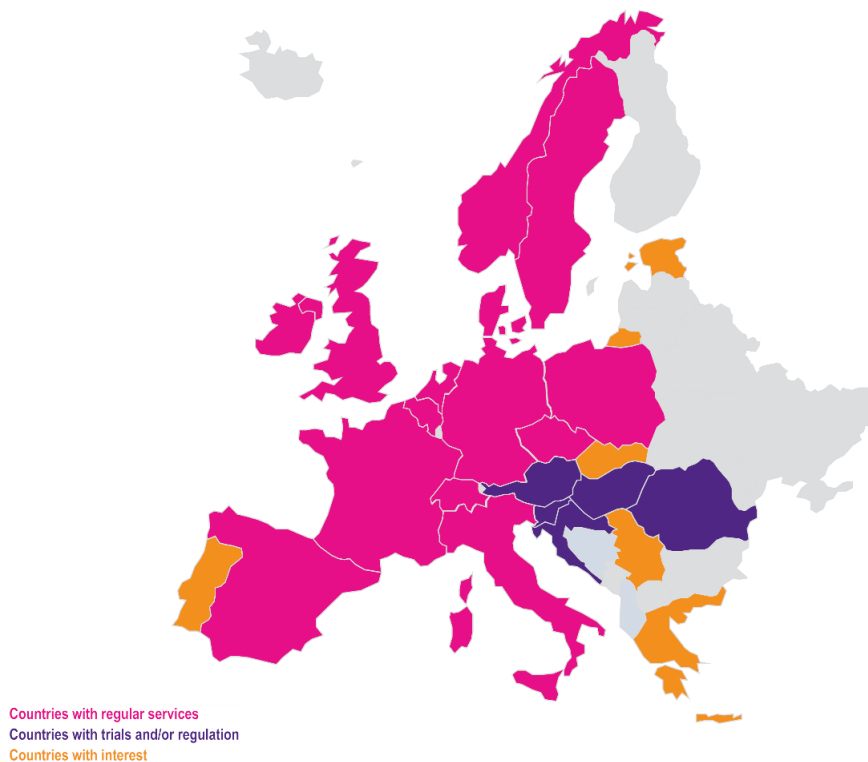 Countries with regular services
Countries with trials and/or regulation
Countries with interest